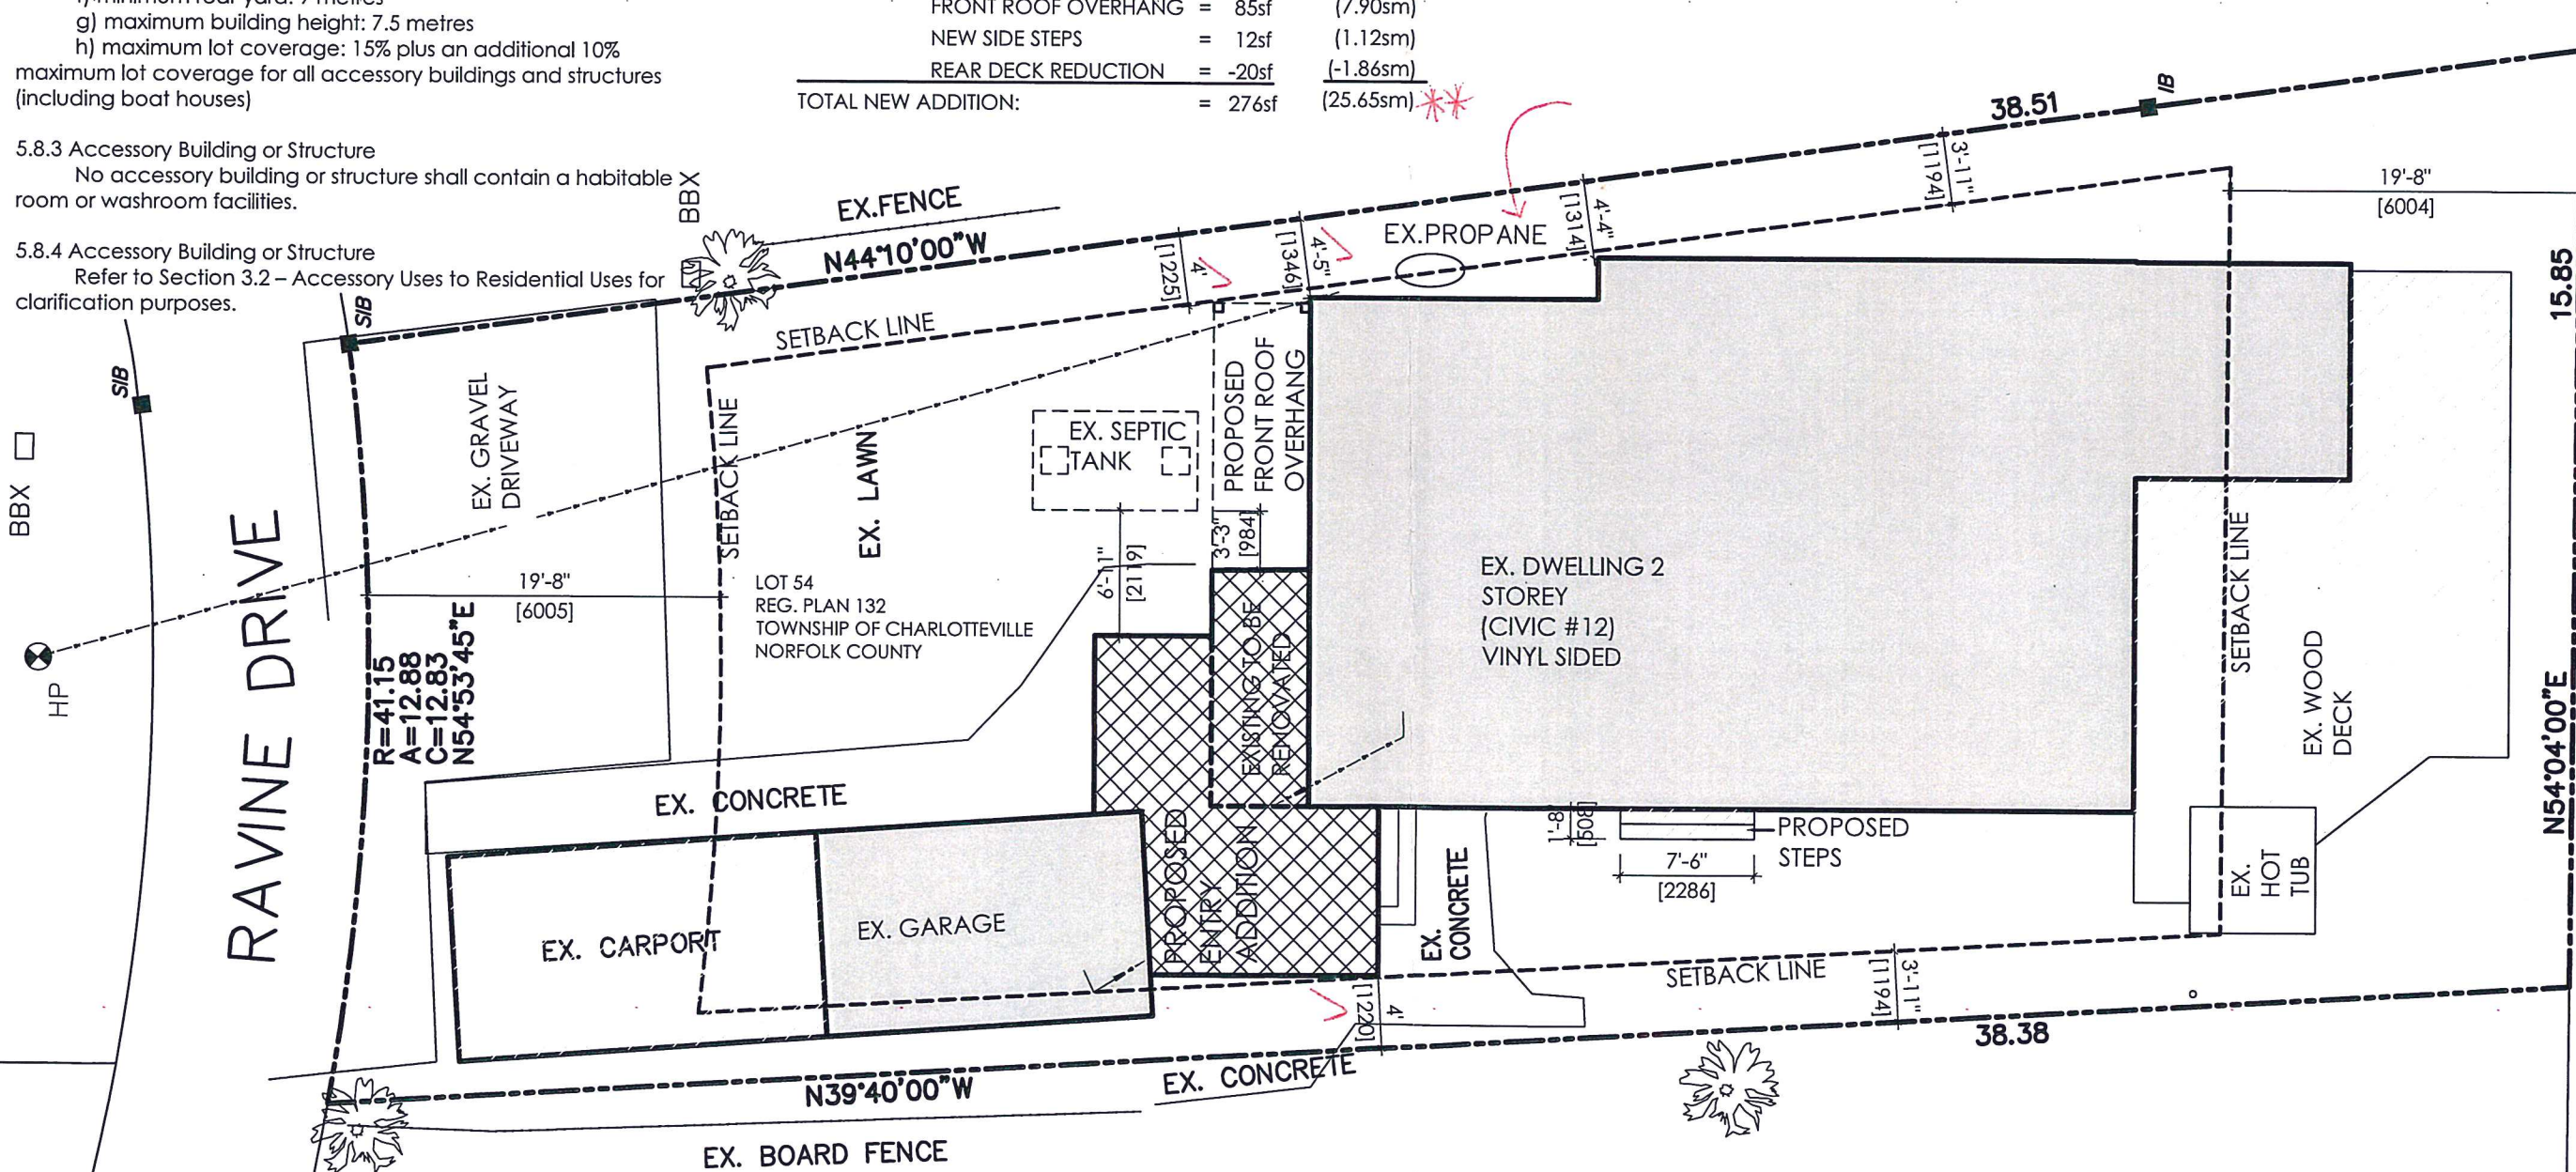 f) minimum rear yard: 9 metres
g) maximum building height: 7.5 metres
h) maximum lot coverage: 15% plus an additional 10%
maximum lot coverage for all accessory buildings and structures
(including boat houses)
5.8.3 Accessory Building or Structure
No accessory building or structure shall contain a habitable
room or washroom facilities.
5.8.4 Accessory Building or Structure
Refer to Section 3.2 – Accessory Uses to Residential Uses for
clarification purposes.
FRONT ROOF OVERHANG = 85sf (7.90sm)
NEW SIDE STEPS = 12sf (1.12sm)
REAR DECK REDUCTION = -20sf (-1.86sm)
TOTAL NEW ADDITION: = 276sf (25.65sm) **
BBX
EX.FENCE
N44°10'00"W
38.51
IB
3'-11"
[1194]
19'-8"
[6004]
15.85
[1225]
4'
[1346]
4'-5"
EX.PROPANE
[1314]
4'-4"
SIB
SIB
BBX
HP
RAVINE DRIVE
EX. GRAVEL
DRIVEWAY
SETBACK LINE
SETBACK LINE
EX. LAWN
EX. SEPTIC
TANK
PROPOSED
FRONT ROOF
OVERHANG
3'-3"
[984]
6'-11"
[2119]
19'-8"
[6005]
R=41.15
A=12.88
C=12.83
N54°53'45"E
LOT 54
REG. PLAN 132
TOWNSHIP OF CHARLOTTEVILLE
NORFOLK COUNTY
EXISTING TO BE
RENOVATED
EX. DWELLING 2
STOREY
(CIVIC #12)
VINYL SIDED
SETBACK LINE
EX. WOOD
DECK
N54°04'00"E
EX. CONCRETE
EX. CARPORT
EX. GARAGE
PROPOSED
ENTRY
ADDITION
EX.
CONCRETE
1'-8"
[508]
PROPOSED
STEPS
7'-6"
[2286]
EX.
HOT
TUB
SETBACK LINE
3'-11"
[1194]
4'
[1220]
38.38
N39°40'00"W
EX. CONCRETE
EX. BOARD FENCE